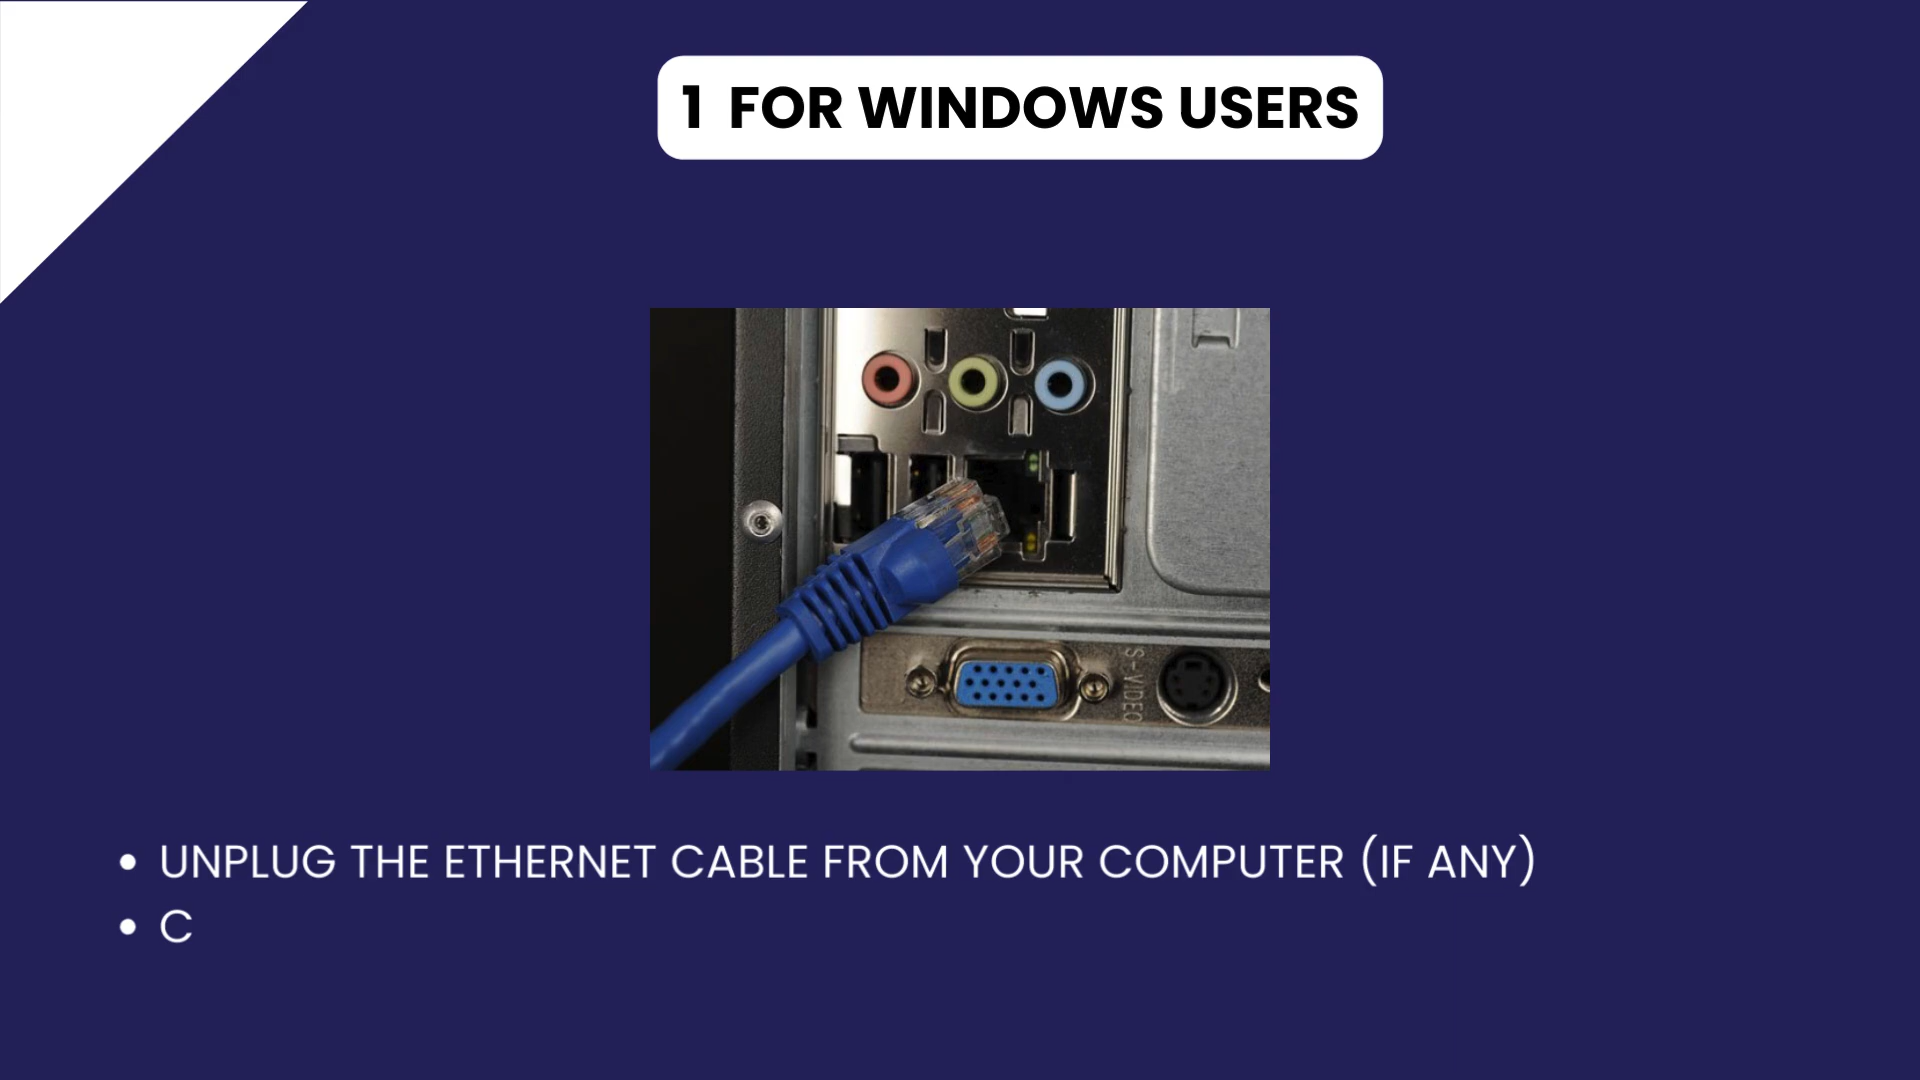 1 FOR WINDOWS USERS
S-VIDEO
• UNPLUG THE ETHERNET CABLE FROM YOUR COMPUTER (IF ANY)
• C